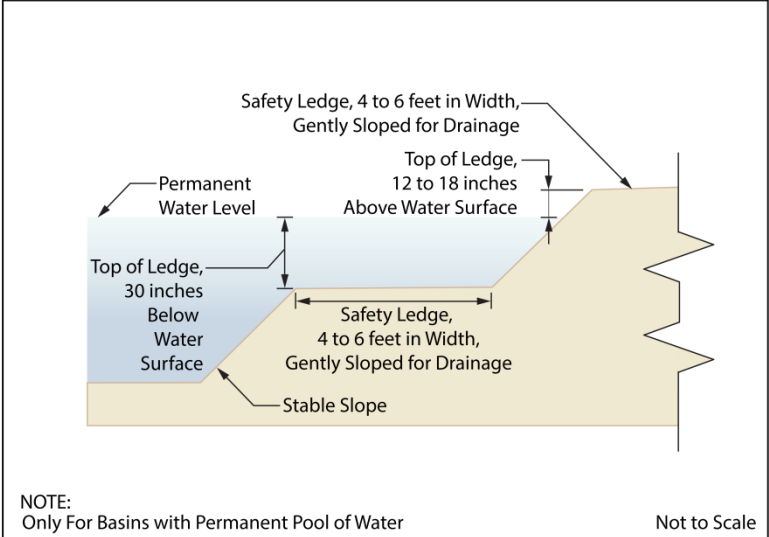 Safety Ledge, 4 to 6 feet in Width,
Gently Sloped for Drainage
Top of Ledge,
12 to 18 inches
Above Water Surface
Permanent
Water Level
Top of Ledge,
30 inches
Below
Water
Surface
Safety Ledge,
4 to 6 feet in Width,
Gently Sloped for Drainage
Stable Slope
NOTE:
Only For Basins with Permanent Pool of Water
Not to Scale